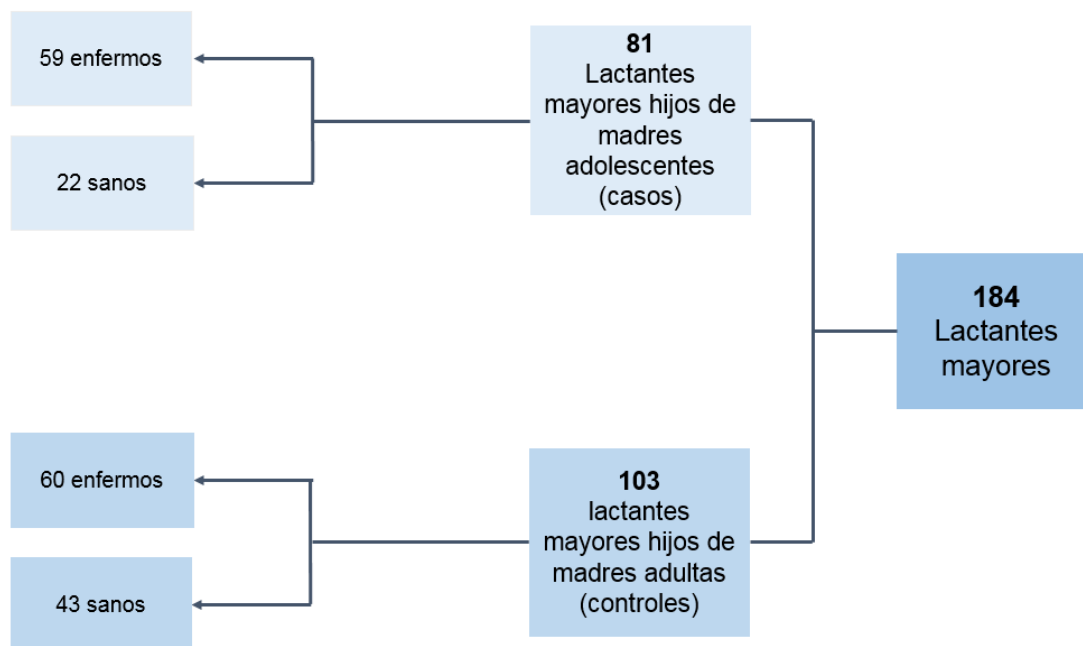 59 enfermos
22 sanos
81
Lactantes
mayores hijos de
madres
adolescentes
(casos)
184
Lactantes
mayores
60 enfermos
43 sanos
103
lactantes
mayores hijos de
madres adultas
(controles)